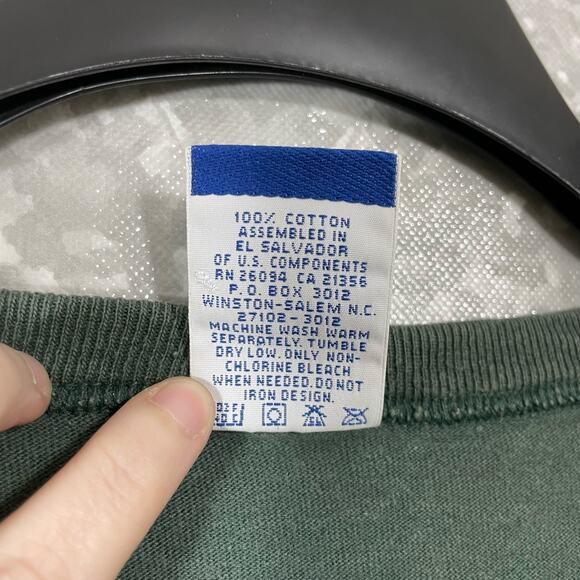 100% COTTON
ASSEMBLED IN
EL SALVADOR
OF U.S. COMPONENTS
RN 26094 CA 21356
P.O. BOX 3012
WINSTON-SALEM N.C.
27102-3012
MACHINE WASH WARM
SEPARATELY. TUMBLE
DRY LOW. ONLY NON-
CHLORINE BLEACH
WHEN NEEDED. DO NOT
IRON DESIGN.